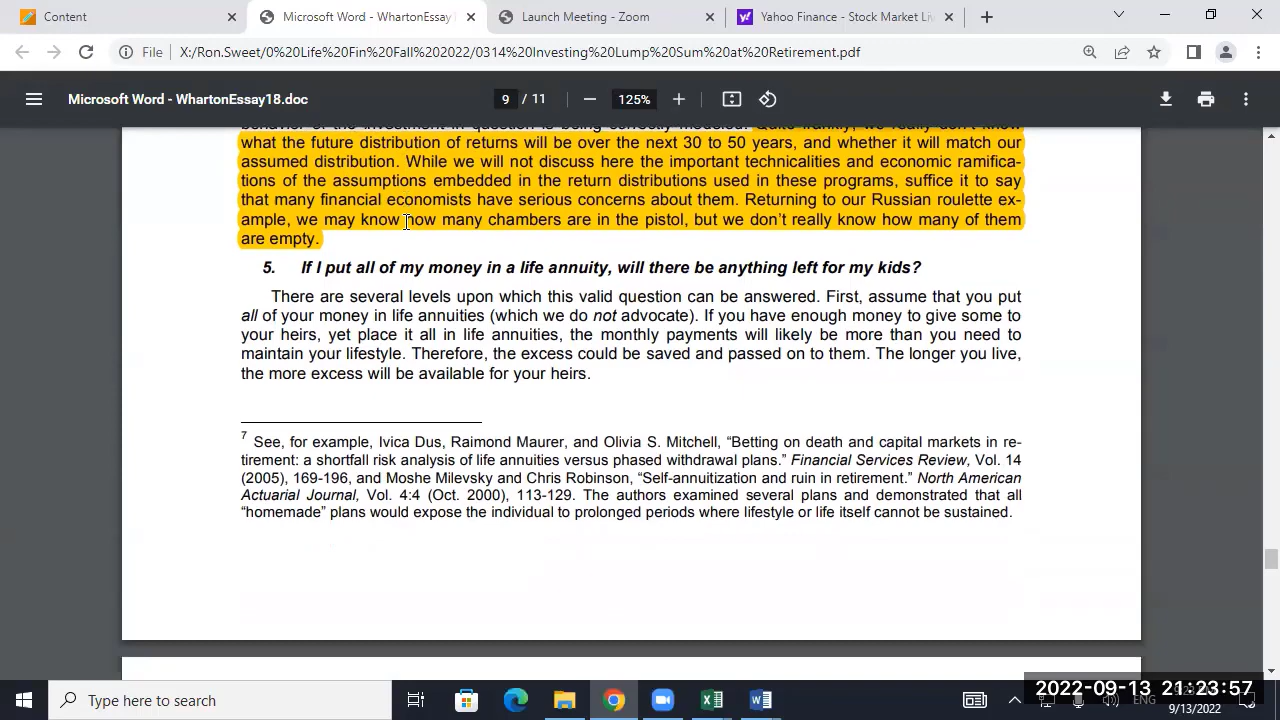 Content
Microsoft Word - WhartonEssay
Launch Meeting - Zoom
Yahoo Finance - Stock Market Liv
File
X:/Ron.Sweet/0%20Life%20Fin%20Fall%202022/0314%20Investing%20Lump%20Sum%20at%20Retirement.pdf
Microsoft Word - WhartonEssay18.doc
9 / 11
125%
behavior of the investment in question is being correctly modeled. Quite frankly, we really don't know
what the future distribution of returns will be over the next 30 to 50 years, and whether it will match our
assumed distribution. While we will not discuss here the important technicalities and economic ramifica-
tions of the assumptions embedded in the return distributions used in these programs, suffice it to say
that many financial economists have serious concerns about them. Returning to our Russian roulette ex-
ample, we may know how many chambers are in the pistol, but we don't really know how many of them
are empty.
5. If I put all of my money in a life annuity, will there be anything left for my kids?
There are several levels upon which this valid question can be answered. First, assume that you put
all of your money in life annuities (which we do not advocate). If you have enough money to give some to
your heirs, yet place it all in life annuities, the monthly payments will likely be more than you need to
maintain your lifestyle. Therefore, the excess could be saved and passed on to them. The longer you live,
the more excess will be available for your heirs.
7 See, for example, Ivica Dus, Raimond Maurer, and Olivia S. Mitchell, “Betting on death and capital markets in re-
tirement: a shortfall risk analysis of life annuities versus phased withdrawal plans.” Financial Services Review, Vol. 14
(2005), 169-196, and Moshe Milevsky and Chris Robinson, “Self-annuitization and ruin in retirement.” North American
Actuarial Journal, Vol. 4:4 (Oct. 2000), 113-129. The authors examined several plans and demonstrated that all
“homemade” plans would expose the individual to prolonged periods where lifestyle or life itself cannot be sustained.
2022-09-13 21:23:57
Type here to search
ENG
9/13/2022